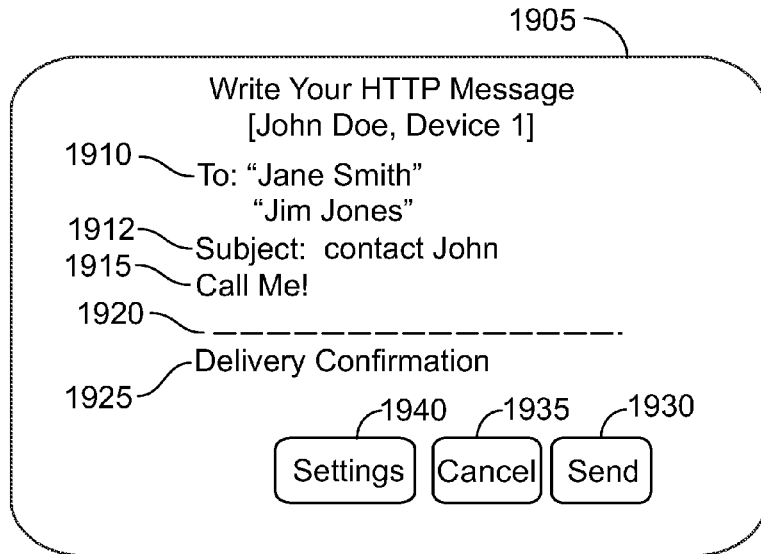 1905
Write Your HTTP Message
[John Doe, Device 1]
1910
To: “Jane Smith”
“Jim Jones”
1912
Subject: contact John
1915
Call Me!
1920
Delivery Confirmation
1925
1940 1935 1930
Settings Cancel Send